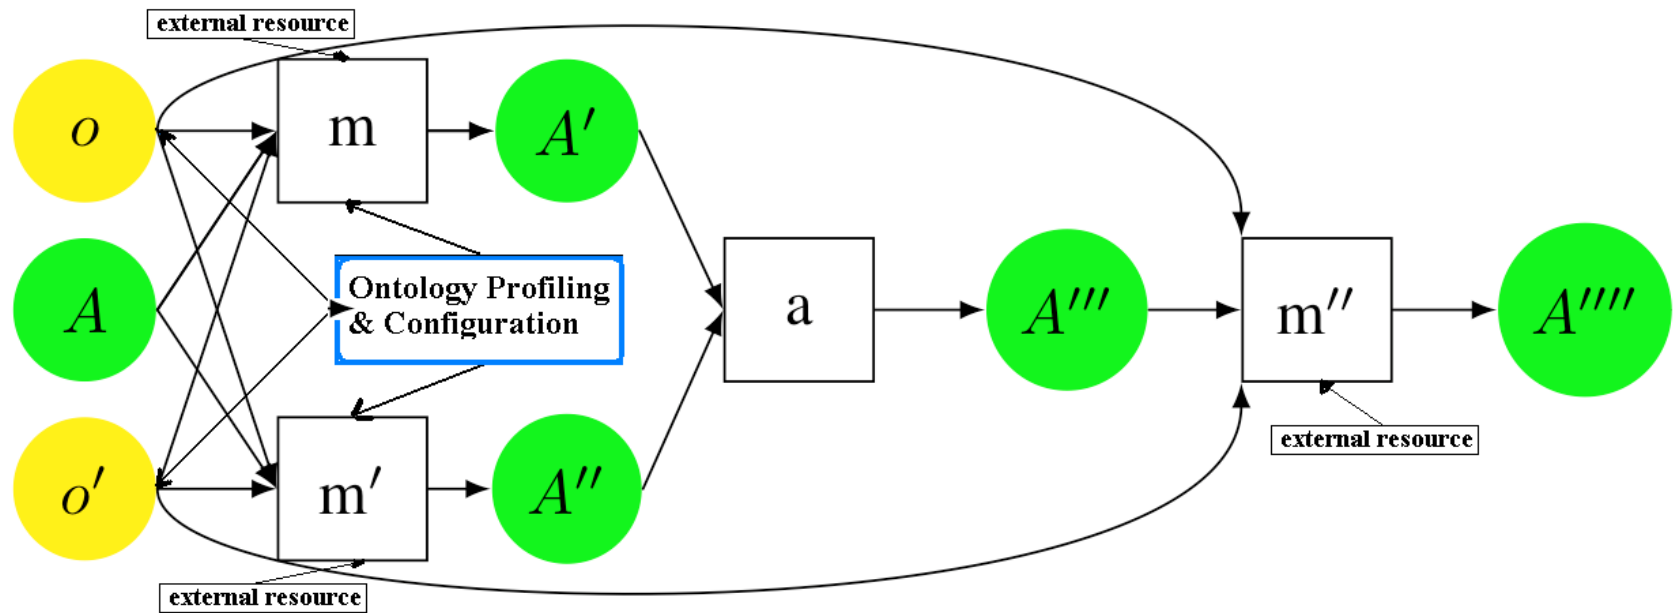 external resource
o
m
A′
A
Ontology Profiling
& Configuration
a
A′′′
m′′
A′′′′
external resource
o′
m′
A′′
external resource